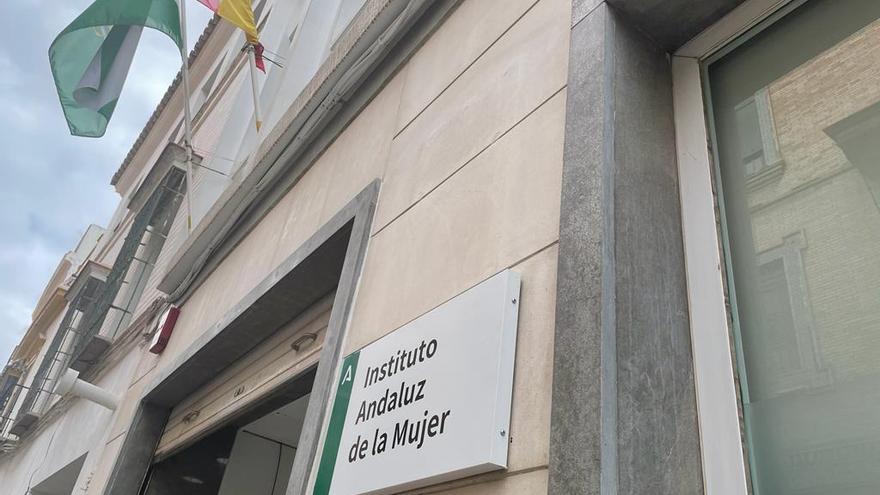 A Instituto
Andaluz
de la Mujer